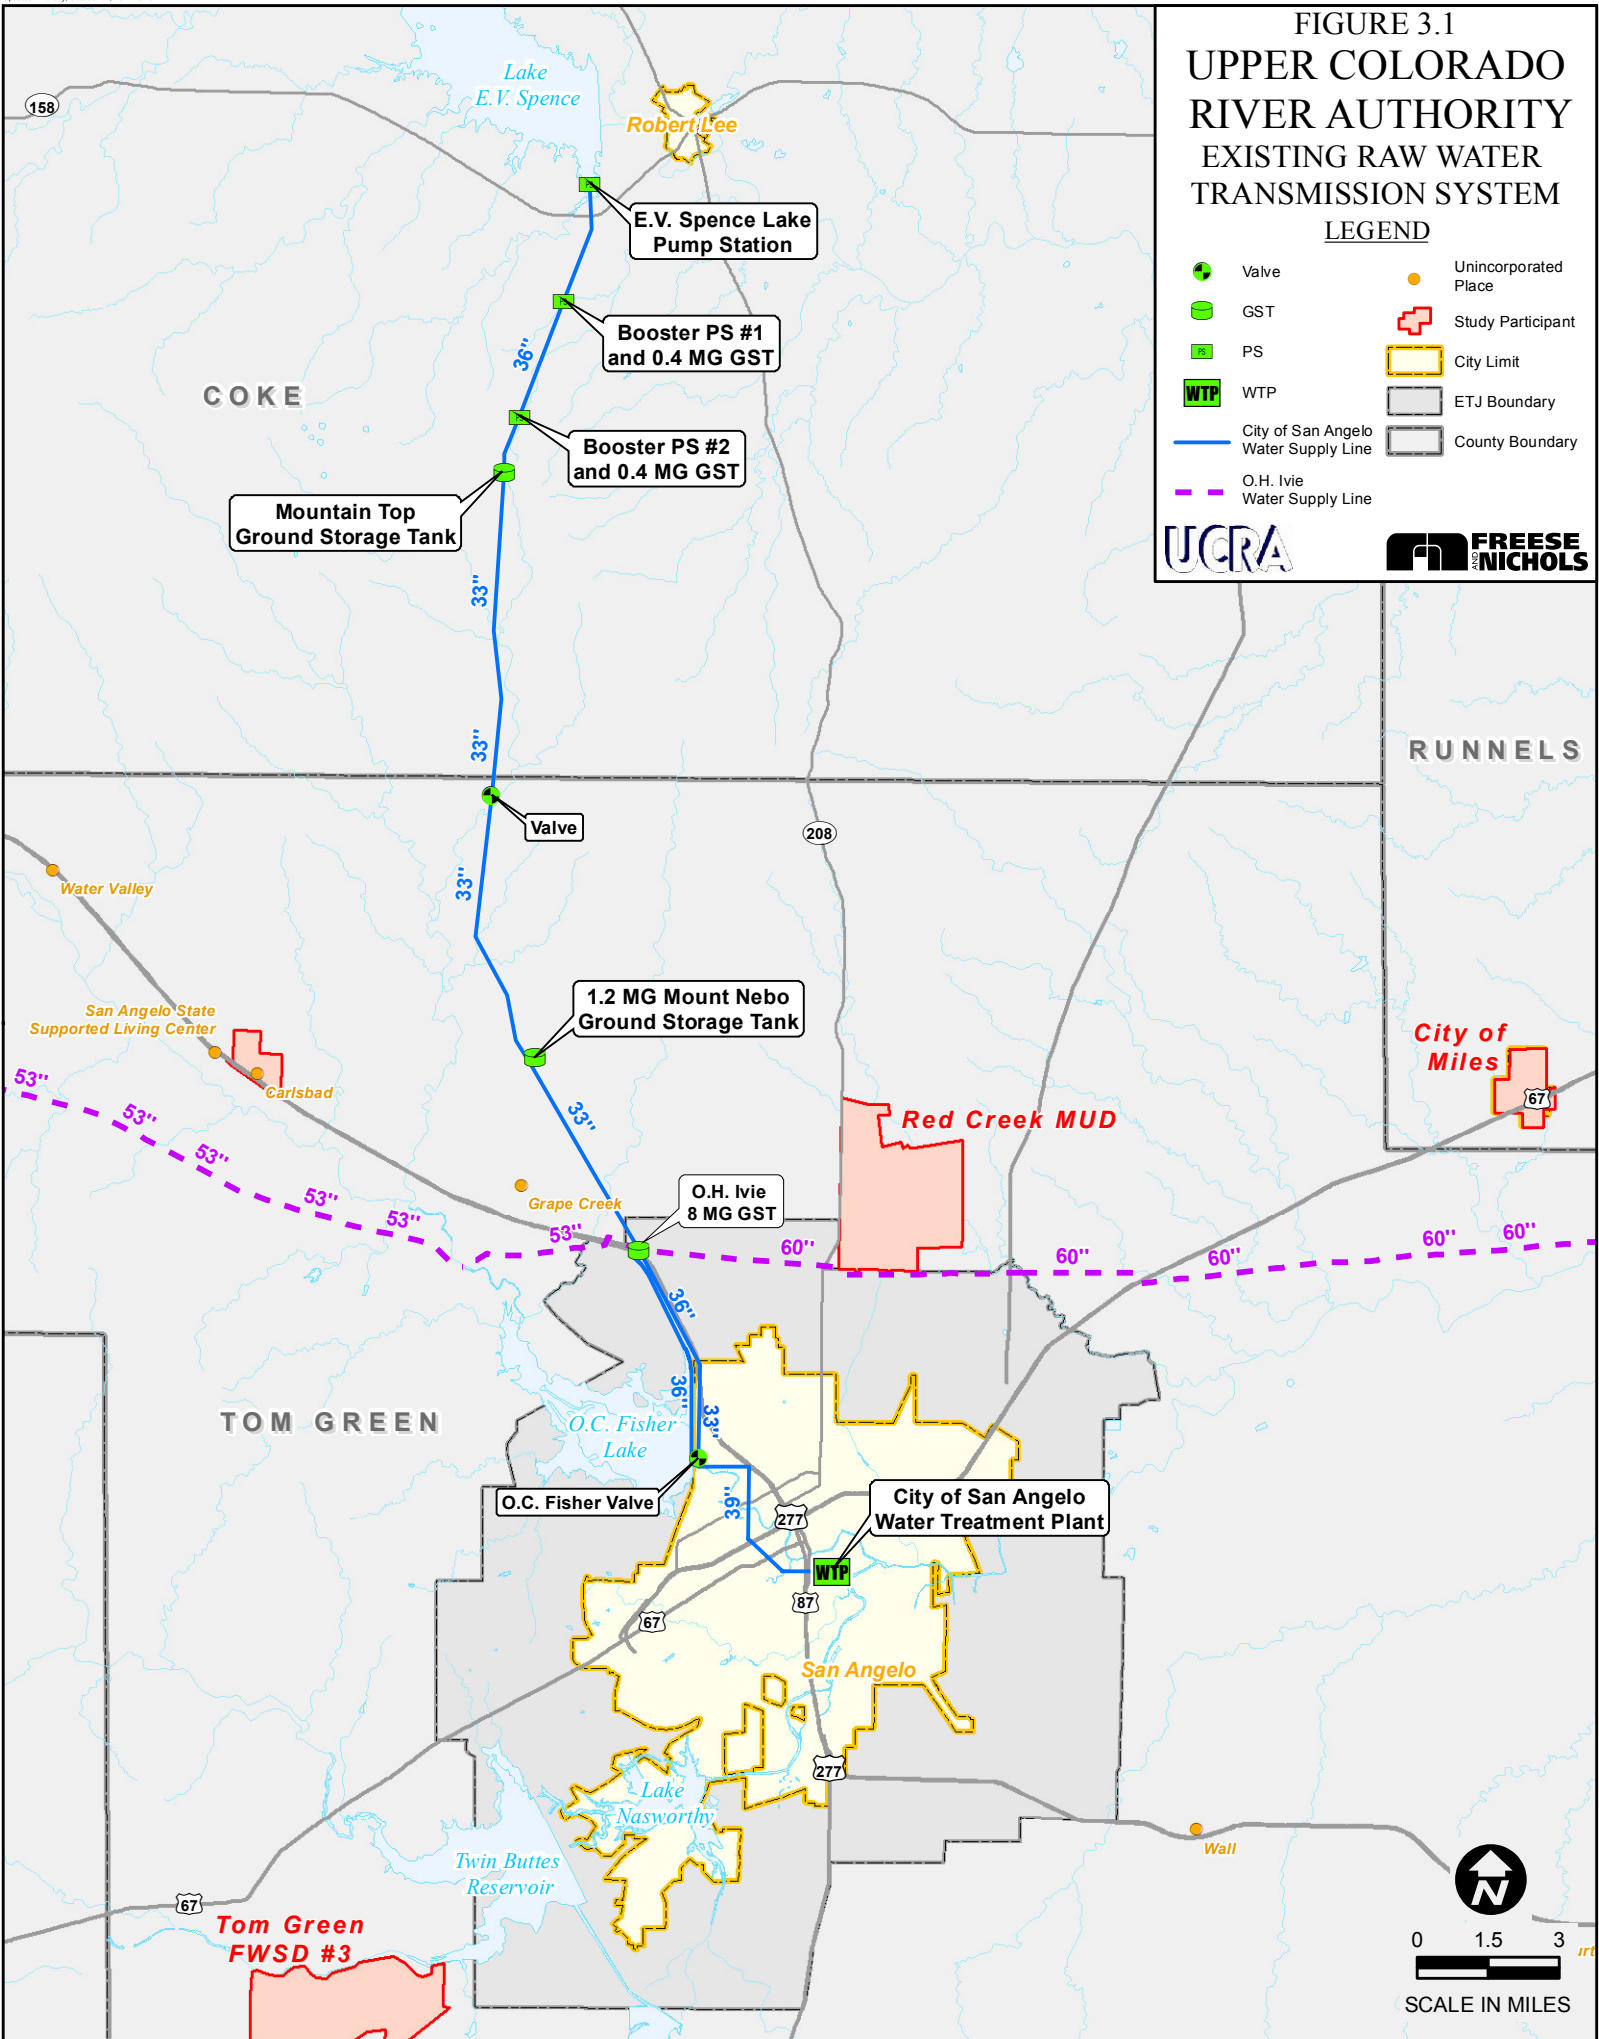 FIGURE 3.1
UPPER COLORADO
RIVER AUTHORITY
EXISTING RAW WATER
TRANSMISSION SYSTEM
LEGEND
Valve
GST
PS
PS
WTP
WTP
City of San Angelo
Water Supply Line
O.H. Ivie
Water Supply Line
Unincorporated
Place
Study Participant
City Limit
ETJ Boundary
County Boundary
UCRA
FREESE
AND
NICHOLS
Lake
E.V. Spence
158
Robert Lee
PS
E.V. Spence Lake
Pump Station
PS
Booster PS #1
and 0.4 MG GST
36"
COKE
PS
Booster PS #2
and 0.4 MG GST
Mountain Top
Ground Storage Tank
33"
33"
RUNNELS
Valve
208
33"
Water Valley
1.2 MG Mount Nebo
Ground Storage Tank
San Angelo State
Supported Living Center
Carlsbad
City of
Miles
67
53"
53"
53"
53"
53"
53"
33"
Red Creek MUD
Grape Creek
O.H. Ivie
8 MG GST
60"
60"
60"
60"
60"
36"
36"
33"
TOM GREEN
O.C. Fisher
Lake
O.C. Fisher Valve
39"
277
City of San Angelo
Water Treatment Plant
WTP
87
67
San Angelo
277
Lake
Nasworthy
Wall
Twin Buttes
Reservoir
67
Tom Green
FWSD #3
N
0 1.5 3
SCALE IN MILES